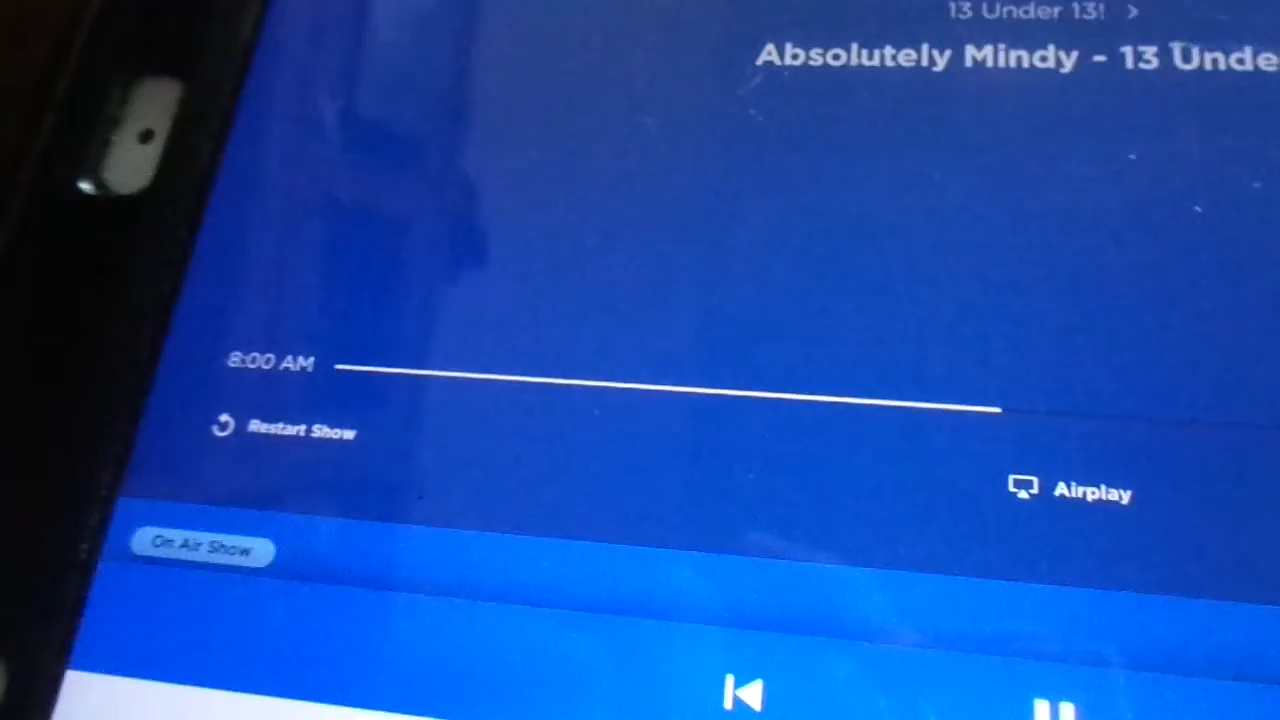 13 Under 13!
Absolutely Mindy - 13 Unde
8:00 AM
Restart Show
Airplay
On Air Show